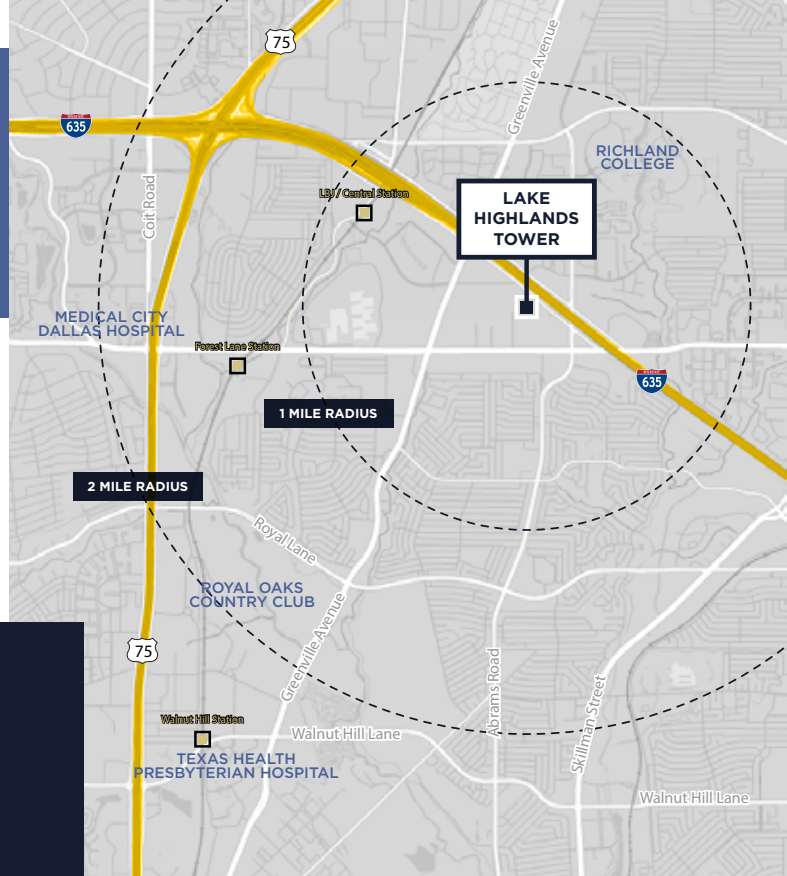 75
Greenville Avenue
635
RICHLAND
COLLEGE
LBJ / Central Station
LAKE
HIGHLANDS
TOWER
Coit Road
MEDICAL CITY
DALLAS HOSPITAL
Forest Lane Station
635
1 MILE RADIUS
2 MILE RADIUS
Royal Lane
ROYAL OAKS
COUNTRY CLUB
Greenville Avenue
75
Abrams Road
Skillman Street
Walnut Hill Station
Walnut Hill Lane
TEXAS HEALTH
PRESBYTERIAN HOSPITAL
Walnut Hill Lane